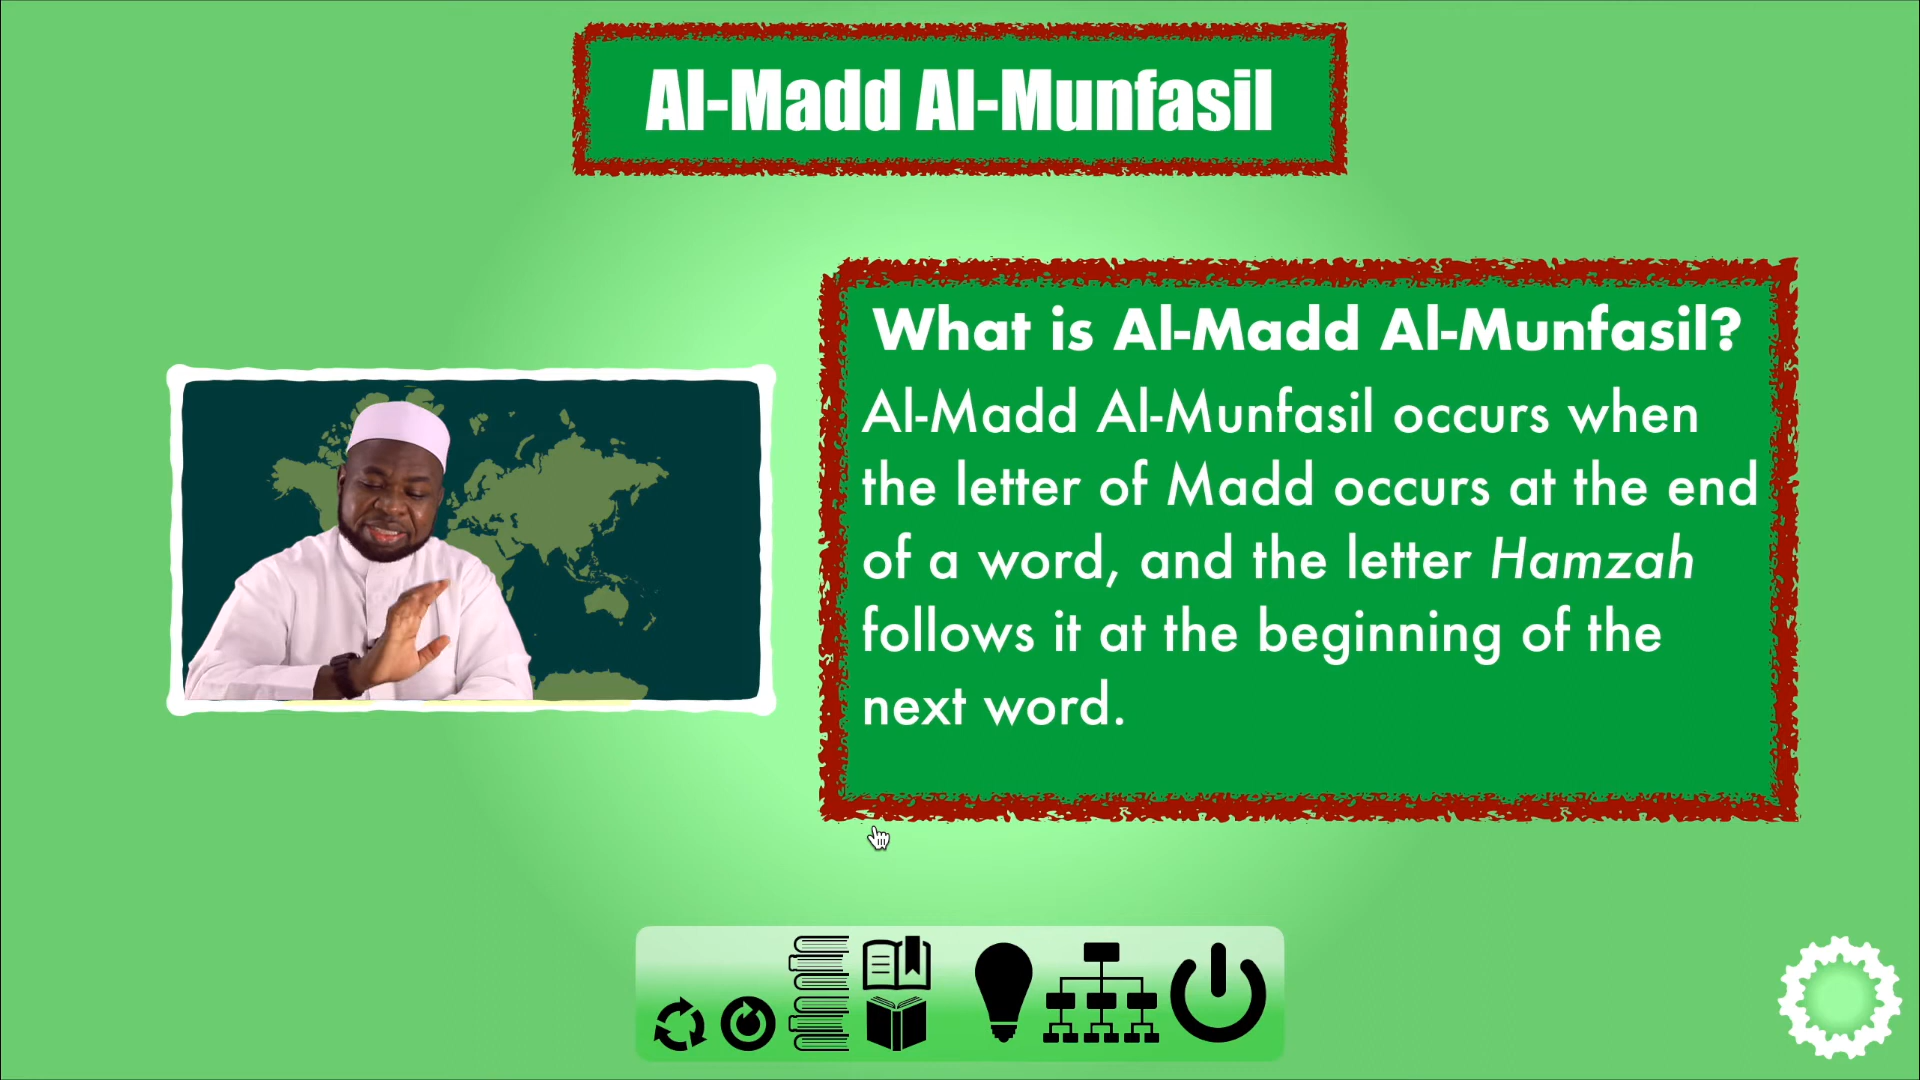 Al-Madd Al-Munfasil
What is Al-Madd Al-Munfasil?
Al-Madd Al-Munfasil occurs when
the letter of Madd occurs at the end
of a word, and the letter Hamzah
follows it at the beginning of the
next word.